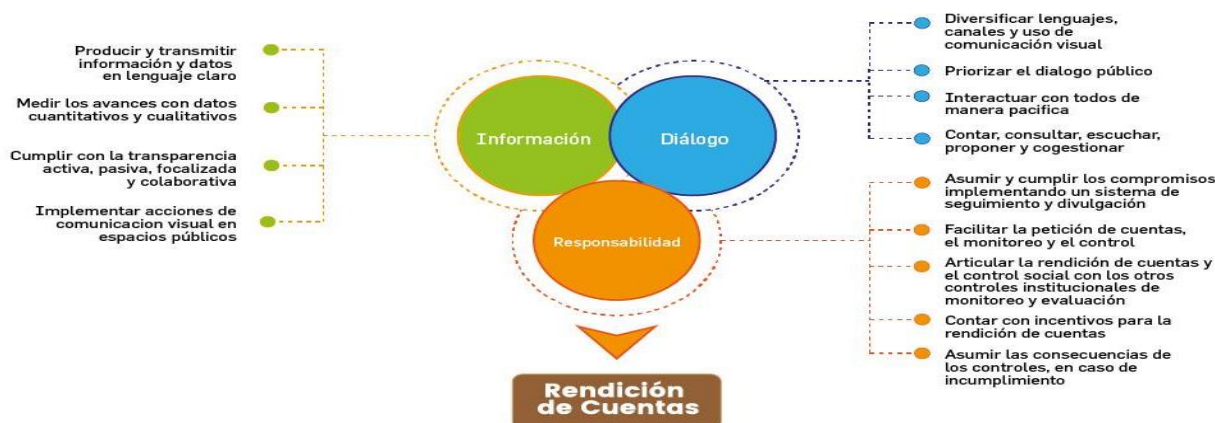 Producir y transmitir
información y datos
en lenguaje claro
Medir los avances con datos
cuantitativos y cualitativos
Cumplir con la transparencia
activa, pasiva, focalizada
y colaborativa
Implementar acciones de
comunicacion visual en
espacios públicos
Información
Diálogo
Responsabilidad
Diversificar lenguajes,
canales y uso de
comunicación visual
Priorizar el dialogo público
Interactuar con todos de
manera pacifica
Contar, consultar, escuchar,
proponer y cogestionar
Asumir y cumplir los compromisos
implementando un sistema de
seguimiento y divulgación
Facilitar la petición de cuentas,
el monitoreo y el control
Articular la rendición de cuentas y
el control social con los otros
controles institucionales de
monitoreo y evaluación
Contar con incentivos para la
rendición de cuentas
Asumir las consecuencias de
los controles, en caso de
incumplimiento
Rendición
de Cuentas